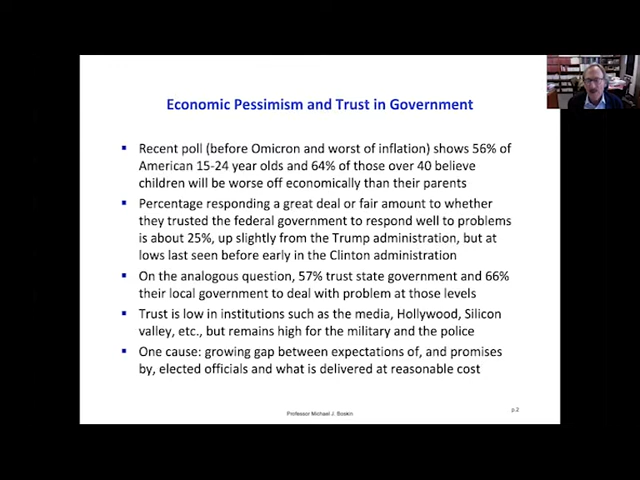 Economic Pessimism and Trust in Government
▪ Recent poll (before Omicron and worst of inflation) shows 56% of
American 15-24 year olds and 64% of those over 40 believe
children will be worse off economically than their parents
▪ Percentage responding a great deal or fair amount to whether
they trusted the federal government to respond well to problems
is about 25%, up slightly from the Trump administration, but at
lows last seen before early in the Clinton administration
▪ On the analogous question, 57% trust state government and 66%
their local government to deal with problem at those levels
▪ Trust is low in institutions such as the media, Hollywood, Silicon
valley, etc., but remains high for the military and the police
▪ One cause: growing gap between expectations of, and promises
by, elected officials and what is delivered at reasonable cost
Professor Michael J. Boskin
p.2